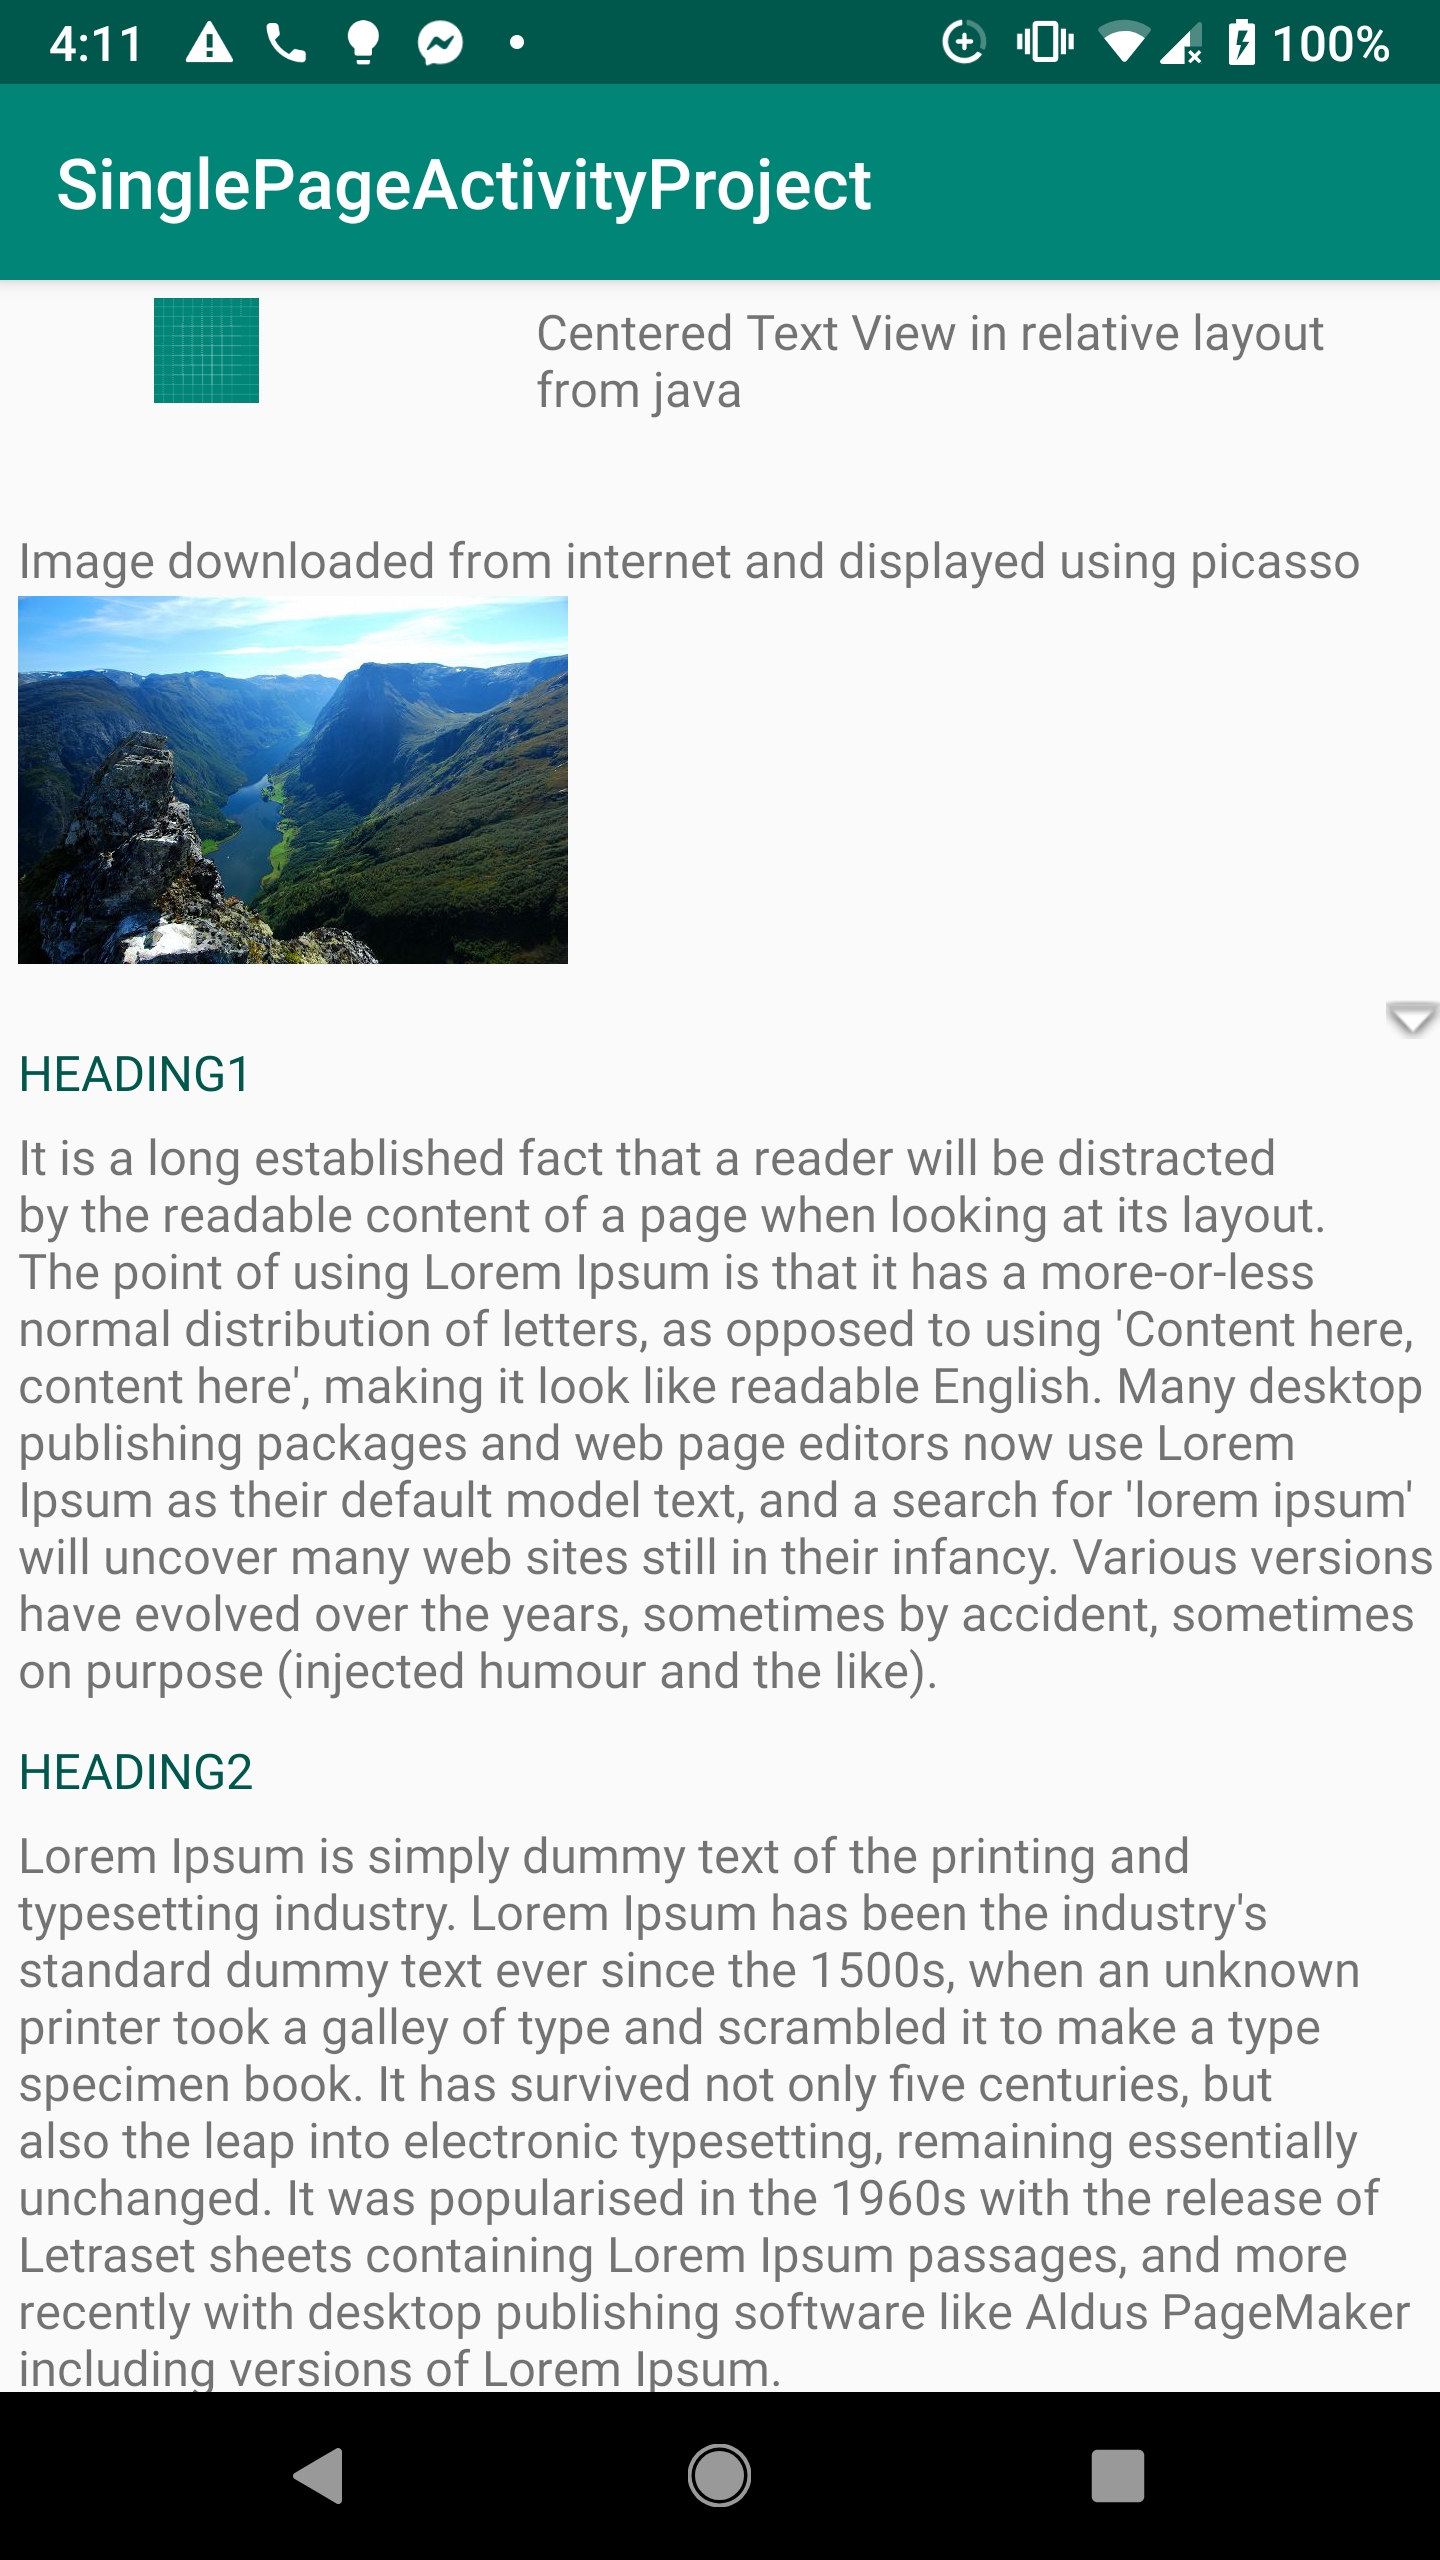 4:11
100%
SinglePageActivityProject
Centered Text View in relative layout
from java
Image downloaded from internet and displayed using picasso
HEADING1
It is a long established fact that a reader will be distracted
by the readable content of a page when looking at its layout.
The point of using Lorem Ipsum is that it has a more-or-less
normal distribution of letters, as opposed to using 'Content here,
content here', making it look like readable English. Many desktop
publishing packages and web page editors now use Lorem
Ipsum as their default model text, and a search for 'lorem ipsum'
will uncover many web sites still in their infancy. Various versions
have evolved over the years, sometimes by accident, sometimes
on purpose (injected humour and the like).
HEADING2
Lorem Ipsum is simply dummy text of the printing and
typesetting industry. Lorem Ipsum has been the industry's
standard dummy text ever since the 1500s, when an unknown
printer took a galley of type and scrambled it to make a type
specimen book. It has survived not only five centuries, but
also the leap into electronic typesetting, remaining essentially
unchanged. It was popularised in the 1960s with the release of
Letraset sheets containing Lorem Ipsum passages, and more
recently with desktop publishing software like Aldus PageMaker
including versions of Lorem Ipsum.